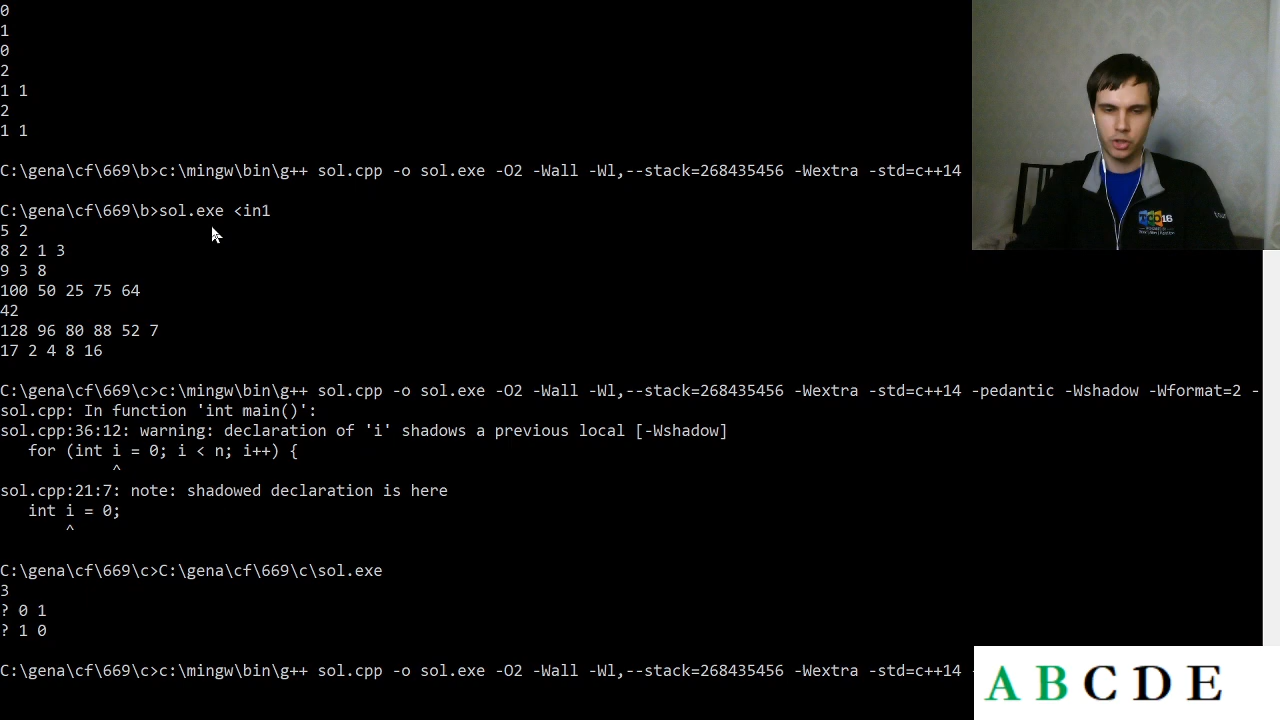 0
1
0
2
1 1
2
1 1
C:\gena\cf\669\b>c:\mingw\bin\g++ sol.cpp -o sol.exe -O2 -Wall -Wl,--stack=268435456 -Wextra -std=c++14
C:\gena\cf\669\b>sol.exe <in1
5 2
8 2 1 3
9 3 8
100 50 25 75 64
42
128 96 80 88 52 7
17 2 4 8 16
C:\gena\cf\669\c>c:\mingw\bin\g++ sol.cpp -o sol.exe -O2 -Wall -Wl,--stack=268435456 -Wextra -std=c++14 -pedantic -Wshadow -Wformat=2 -
sol.cpp: In function 'int main()':
sol.cpp:36:12: warning: declaration of 'i' shadows a previous local [-Wshadow]
for (int i = 0; i < n; i++) {
^
sol.cpp:21:7: note: shadowed declaration is here
int i = 0;
^
C:\gena\cf\669\c>C:\gena\cf\669\c\sol.exe
3
? 0 1
? 1 0
C:\gena\cf\669\c>c:\mingw\bin\g++ sol.cpp -o sol.exe -O2 -Wall -Wl,--stack=268435456 -Wextra -std=c++14
A B C D E